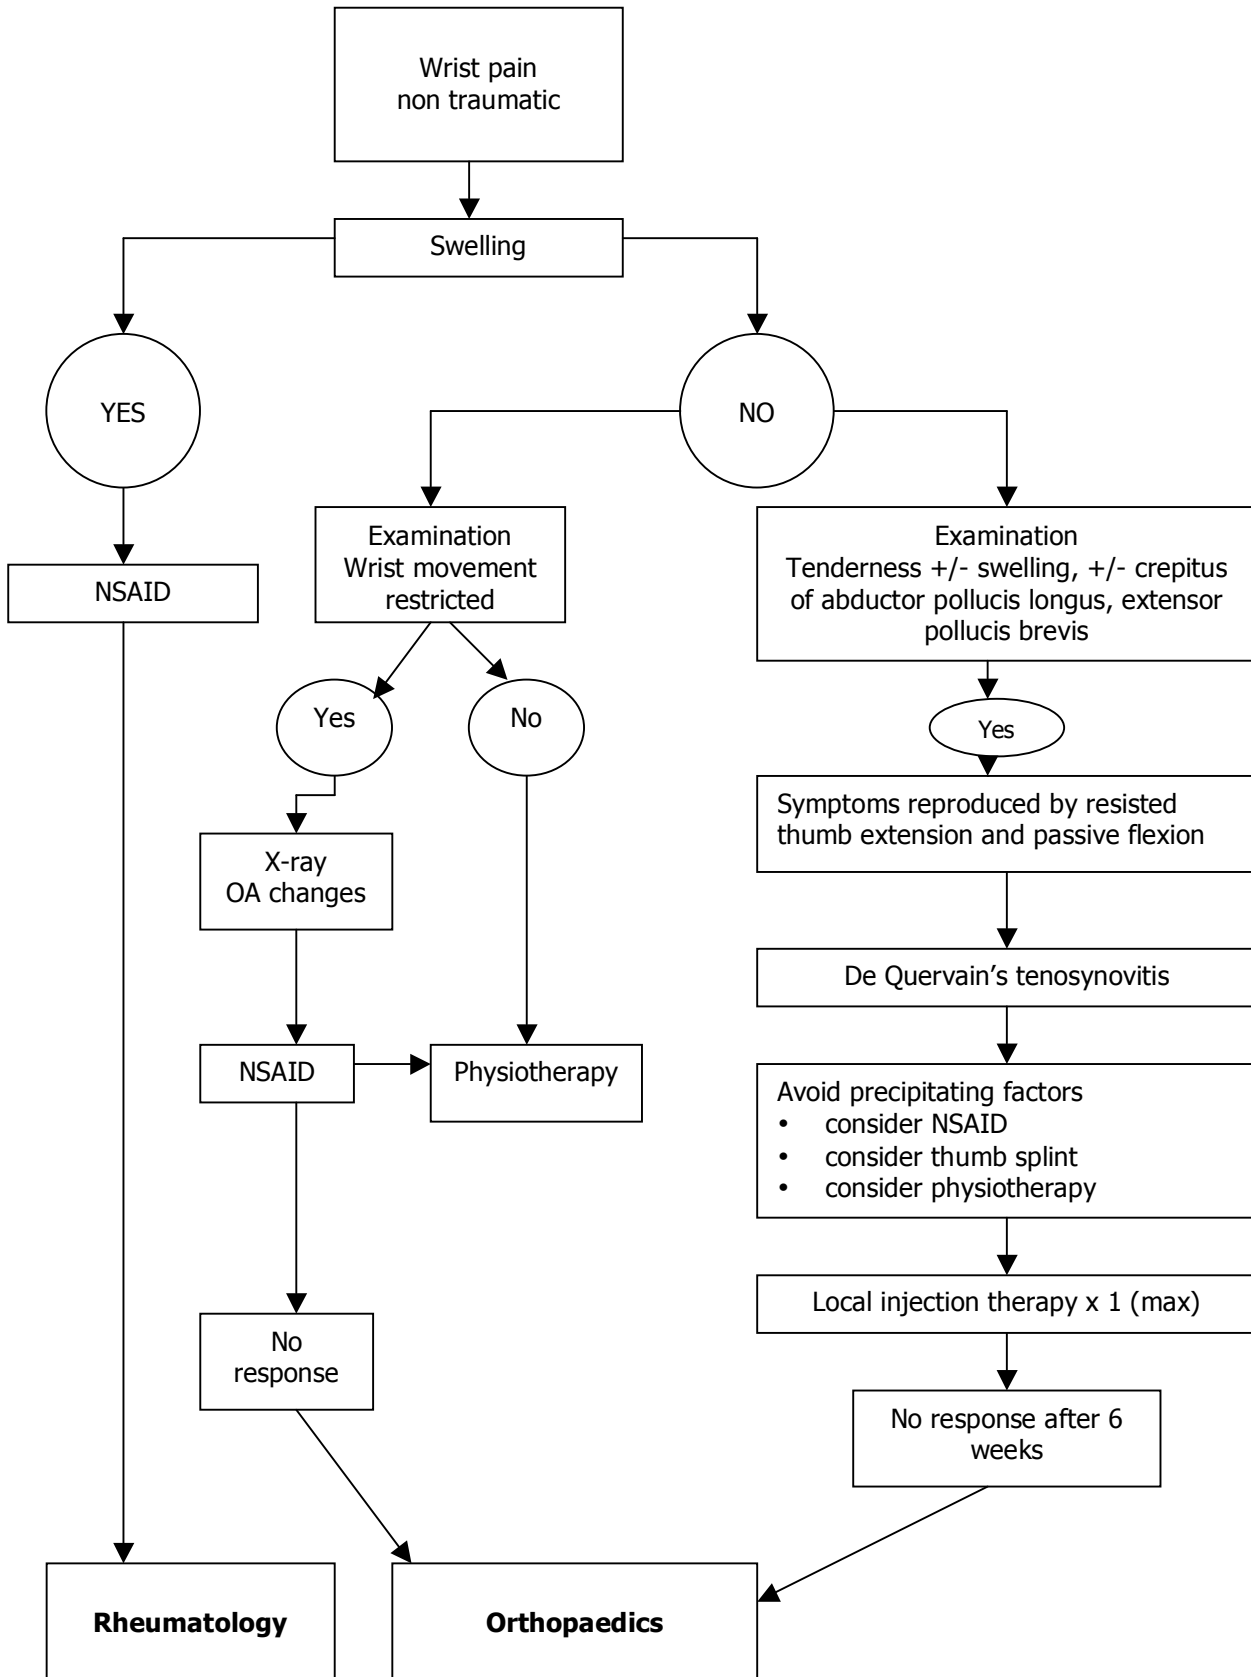 Wrist pain
non traumatic
Swelling
YES
NO
NSAID
Examination
Wrist movement
restricted
Examination
Tenderness +/- swelling, +/- crepitus
of abductor pollucis longus, extensor
pollucis brevis
Yes
No
Yes
Symptoms reproduced by resisted
thumb extension and passive flexion
X-ray
OA changes
De Quervain’s tenosynovitis
NSAID
Physiotherapy
Avoid precipitating factors
• consider NSAID
• consider thumb splint
• consider physiotherapy
Local injection therapy x 1 (max)
No
response
No response after 6
weeks
Rheumatology
Orthopaedics